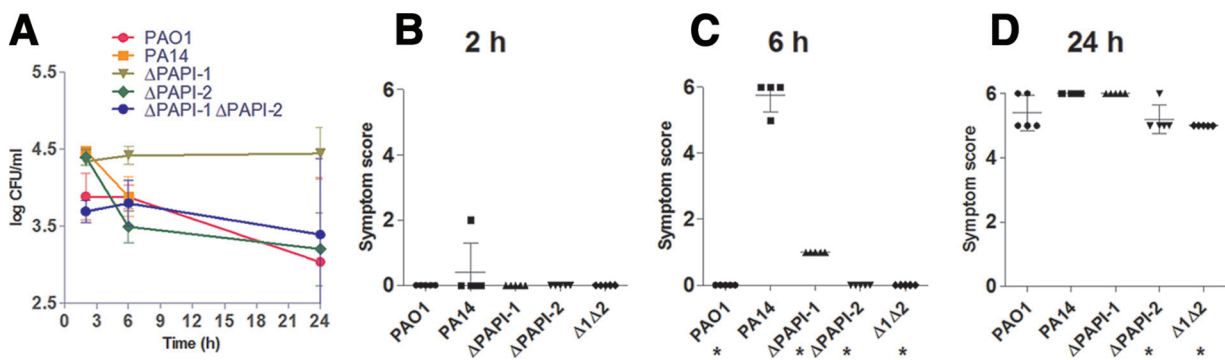 A
PAO1
PA14
ΔPAPI-1
ΔPAPI-2
ΔPAPI-1 ΔPAPI-2
5.5
4.5
3.5
2.5
log CFU/ml
0 3 6 9 12 15 18 21 24
Time (h)
B
2 h
6
4
2
0
Symptom score
PAO1
PA14
ΔPAPI-1
ΔPAPI-2
Δ1Δ2
C
6 h
6
4
2
0
Symptom score
PAO1
PA14
ΔPAPI-1
ΔPAPI-2
Δ1Δ2
* * * *
D
24 h
6
4
2
0
Symptom score
PAO1
PA14
ΔPAPI-1
ΔPAPI-2
Δ1Δ2
* *